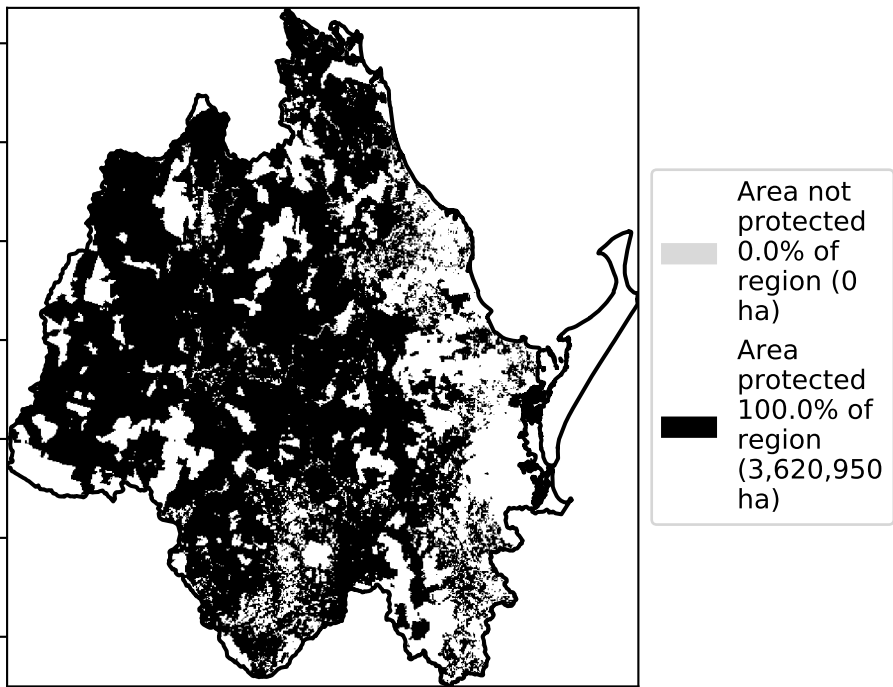 Area not
protected
0.0% of
region (0
ha)
Area
protected
100.0% of
region
(3,620,950
ha)